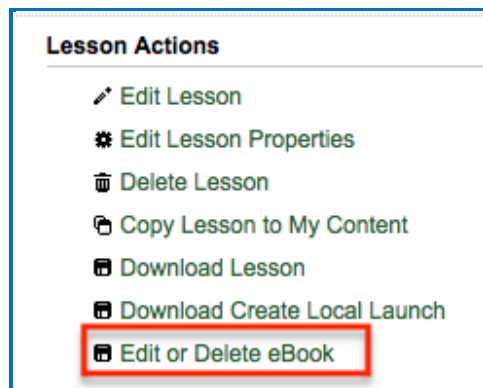 Lesson Actions
Edit Lesson
Edit Lesson Properties
Delete Lesson
Copy Lesson to My Content
Download Lesson
Download Create Local Launch
Edit or Delete eBook